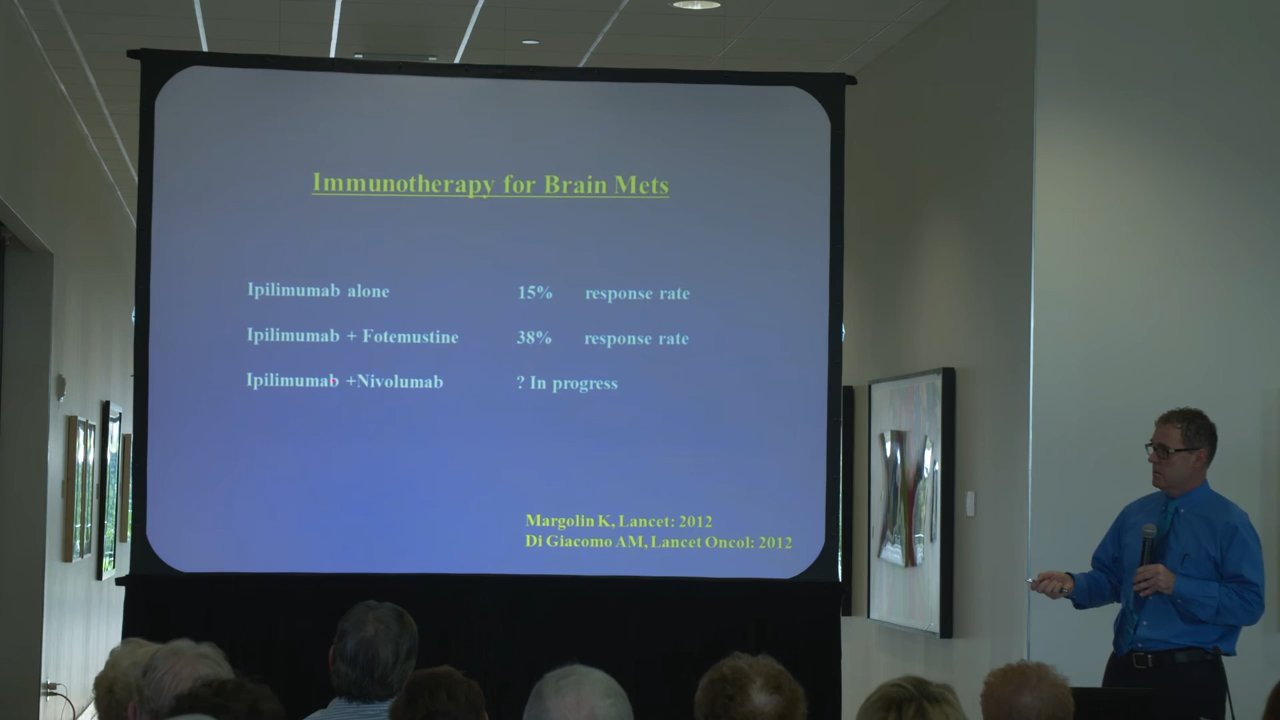 Immunotherapy for Brain Mets
Ipilimumab alone 15% response rate
Ipilimumab + Fotemustine 38% response rate
Ipilimumab +Nivolumab ? In progress
Margolin K, Lancet: 2012
Di Giacomo AM, Lancet Oncol: 2012